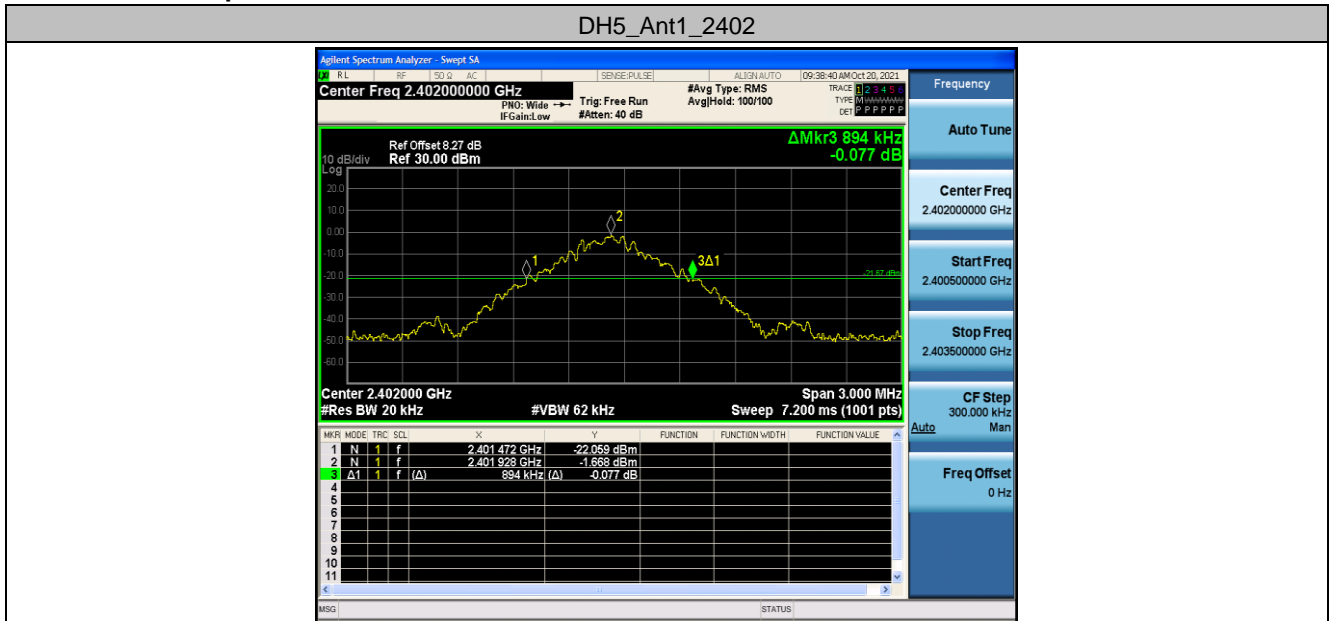 DH5_Ant1_2402
Agilent Spectrum Analyzer - Swept SA
RL RF 50 Ω AC SENSE:PULSE ALIGN AUTO 09:38:40 AM Oct 20, 2021
Center Freq 2.402000000 GHz #Avg Type: RMS TRACE 1 2 3 4 5 6
PNO: Wide Trig: Free Run Avg|Hold: 100/100 TYPE M
IFGain:Low #Atten: 40 dB DET P P P P P P
ΔMkr3 894 kHz
-0.077 dB
Ref Offset 8.27 dB
10 dB/div Ref 30.00 dBm
Log
20.0
10.0
0.00
-10.0
-20.0
-30.0
-40.0
-50.0
-60.0
1
2
3Δ1
-21.67 dBm
Center 2.402000 GHz Span 3.000 MHz
#Res BW 20 kHz #VBW 62 kHz Sweep 7.200 ms (1001 pts)
MKR MODE TRC SCL X Y FUNCTION FUNCTION WIDTH FUNCTION VALUE
1 N 1 f 2.401 472 GHz -22.059 dBm
2 N 1 f 2.401 928 GHz -1.668 dBm
3 Δ1 1 f (Δ) 894 kHz (Δ) -0.077 dB
4
5
6
7
8
9
10
11
MSG STATUS
Frequency
Auto Tune
Center Freq
2.402000000 GHz
Start Freq
2.400500000 GHz
Stop Freq
2.403500000 GHz
CF Step
300.000 kHz
Auto Man
Freq Offset
0 Hz